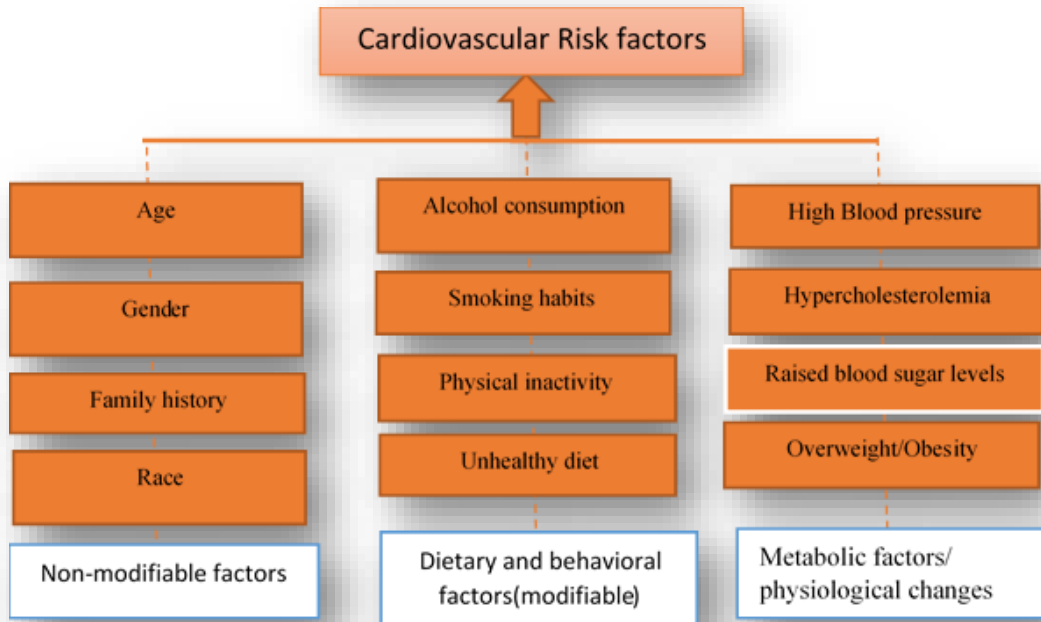 Cardiovascular Risk factors
Age
Gender
Family history
Race
Non-modifiable factors
Alcohol consumption
Smoking habits
Physical inactivity
Unhealthy diet
Dietary and behavioral
factors(modifiable)
High Blood pressure
Hypercholesterolemia
Raised blood sugar levels
Overweight/Obesity
Metabolic factors/
physiological changes